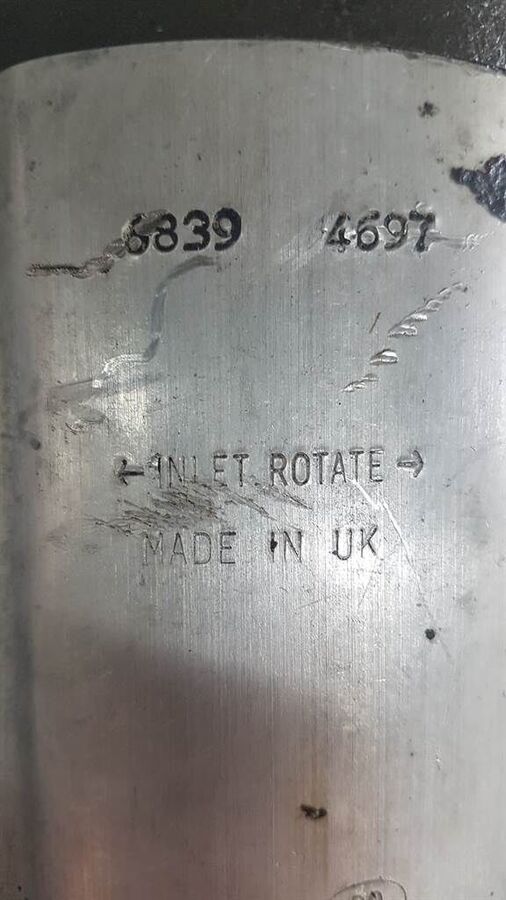 6839 4697
← INLET ROTATE →
MADE IN UK